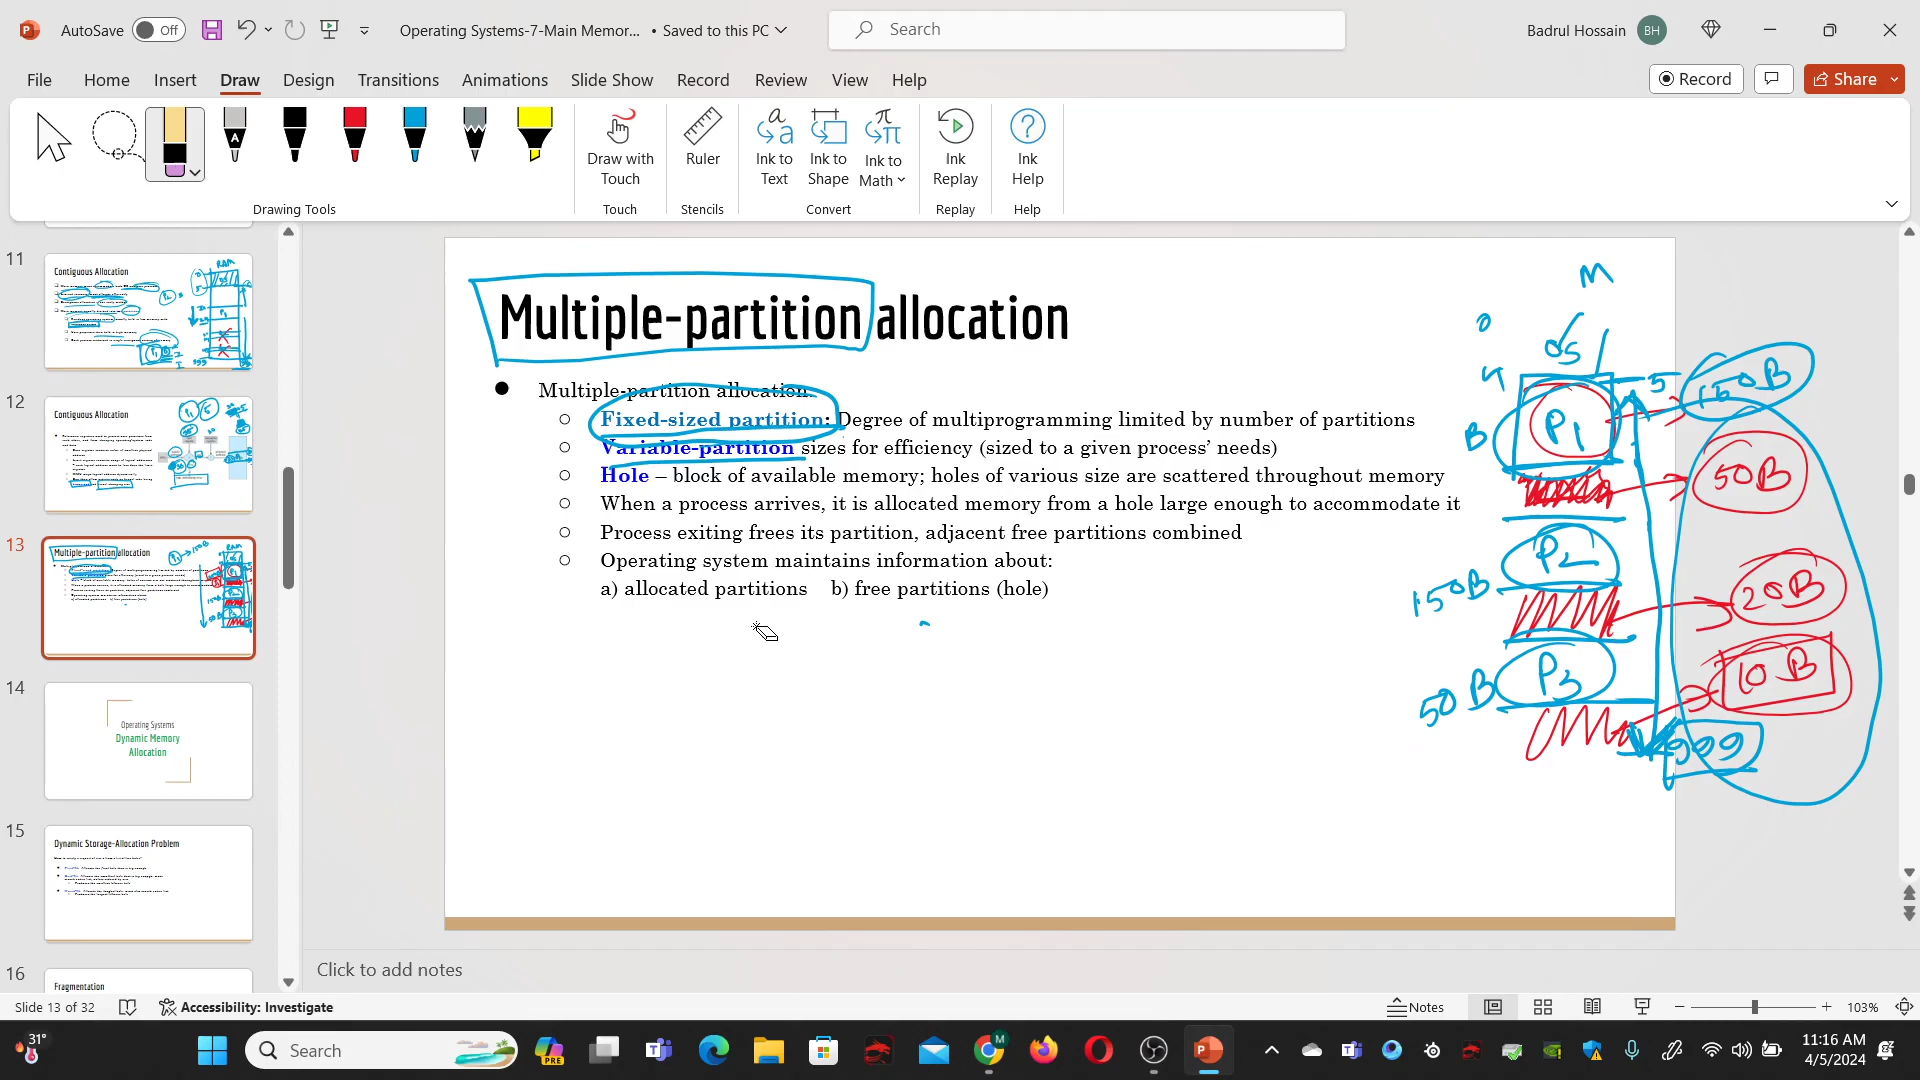 AutoSave Off Operating Systems-7-Main Memor... • Saved to this PC Search Badrul Hossain BH
File Home Insert Draw Design Transitions Animations Slide Show Record Review View Help Record Share
Draw with Touch
Ruler
Ink to Text
Ink to Shape
Ink to Math
Ink Replay
Ink Help
Drawing Tools Touch Stencils Convert Replay Help
11
Contiguous Allocation
12
Contiguous Allocation
13
Multiple-partition allocation
14
Operating Systems
Dynamic Memory
Allocation
15
Dynamic Storage-Allocation Problem
16
Fragmentation
Multiple-partition allocation
Multiple-partition allocation
Fixed-sized partition: Degree of multiprogramming limited by number of partitions
Variable-partition sizes for efficiency (sized to a given process' needs)
Hole – block of available memory; holes of various size are scattered throughout memory
When a process arrives, it is allocated memory from a hole large enough to accommodate it
Process exiting frees its partition, adjacent free partitions combined
Operating system maintains information about:
a) allocated partitions b) free partitions (hole)
M
0
OS
4
5
150B
B
P1
50B
P2
150B
20B
P3
50B
10B
999
Click to add notes
Slide 13 of 32 Accessibility: Investigate Notes 103%
31°
Search
PRE
M
11:16 AM
4/5/2024